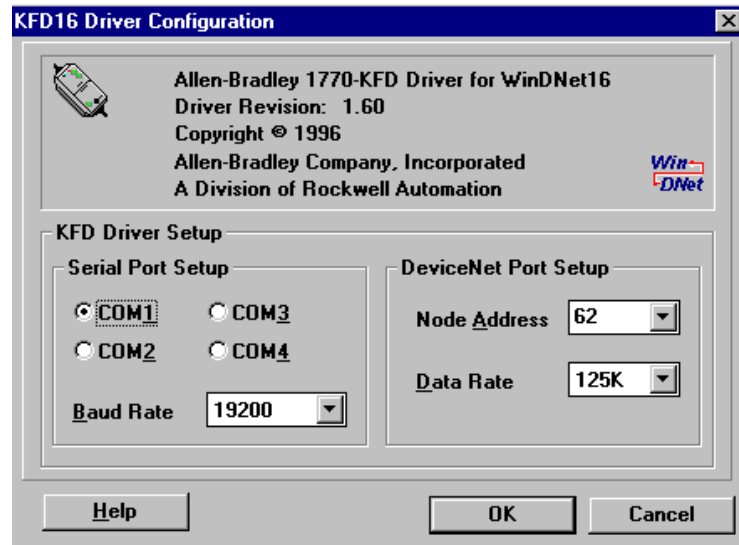 KFD16 Driver Configuration
Allen-Bradley 1770-KFD Driver for WinDNet16
Driver Revision: 1.60
Copyright © 1996
Allen-Bradley Company, Incorporated
A Division of Rockwell Automation
Win
DNet
KFD Driver Setup
Serial Port Setup
COM1
COM3
COM2
COM4
Baud Rate
19200
DeviceNet Port Setup
Node Address
62
Data Rate
125K
Help
OK
Cancel